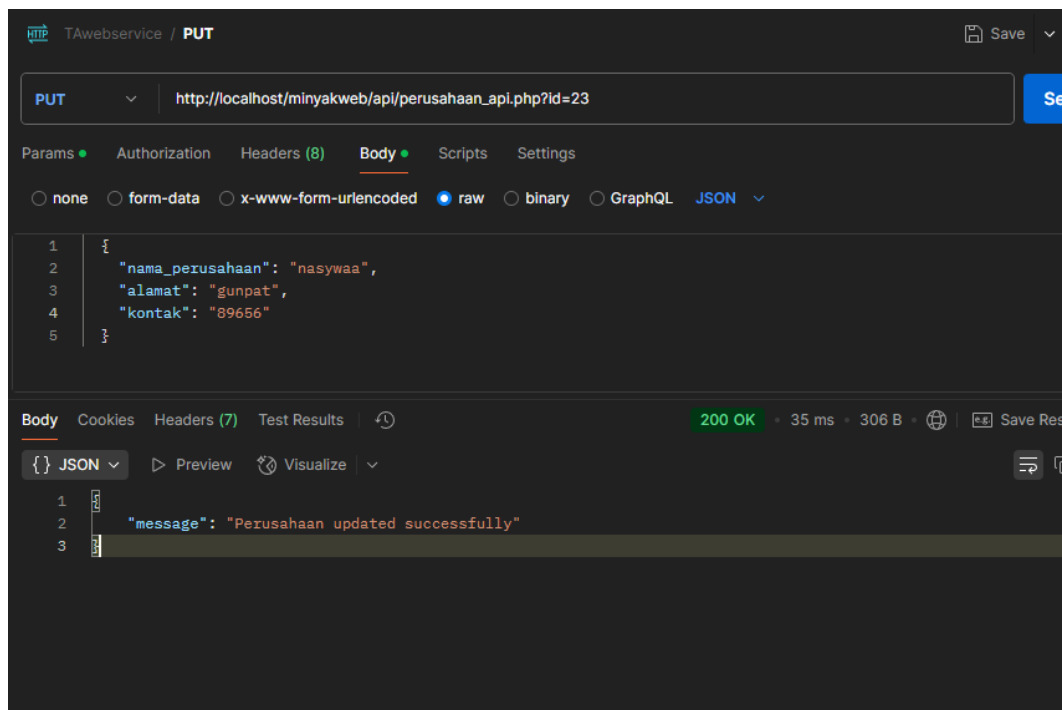 HTTP TAwebservice / PUT Save
PUT http://localhost/minyakweb/api/perusahaan_api.php?id=23
Params Authorization Headers (8) Body Scripts Settings
none form-data x-www-form-urlencoded raw binary GraphQL JSON
1 {
2 "nama_perusahaan": "nasywaa",
3 "alamat": "gunpat",
4 "kontak": "89656"
5 }
Body Cookies Headers (7) Test Results 200 OK • 35 ms • 306 B • e.g. Save Res
{} JSON Preview Visualize
1 {
2 "message": "Perusahaan updated successfully"
3 }